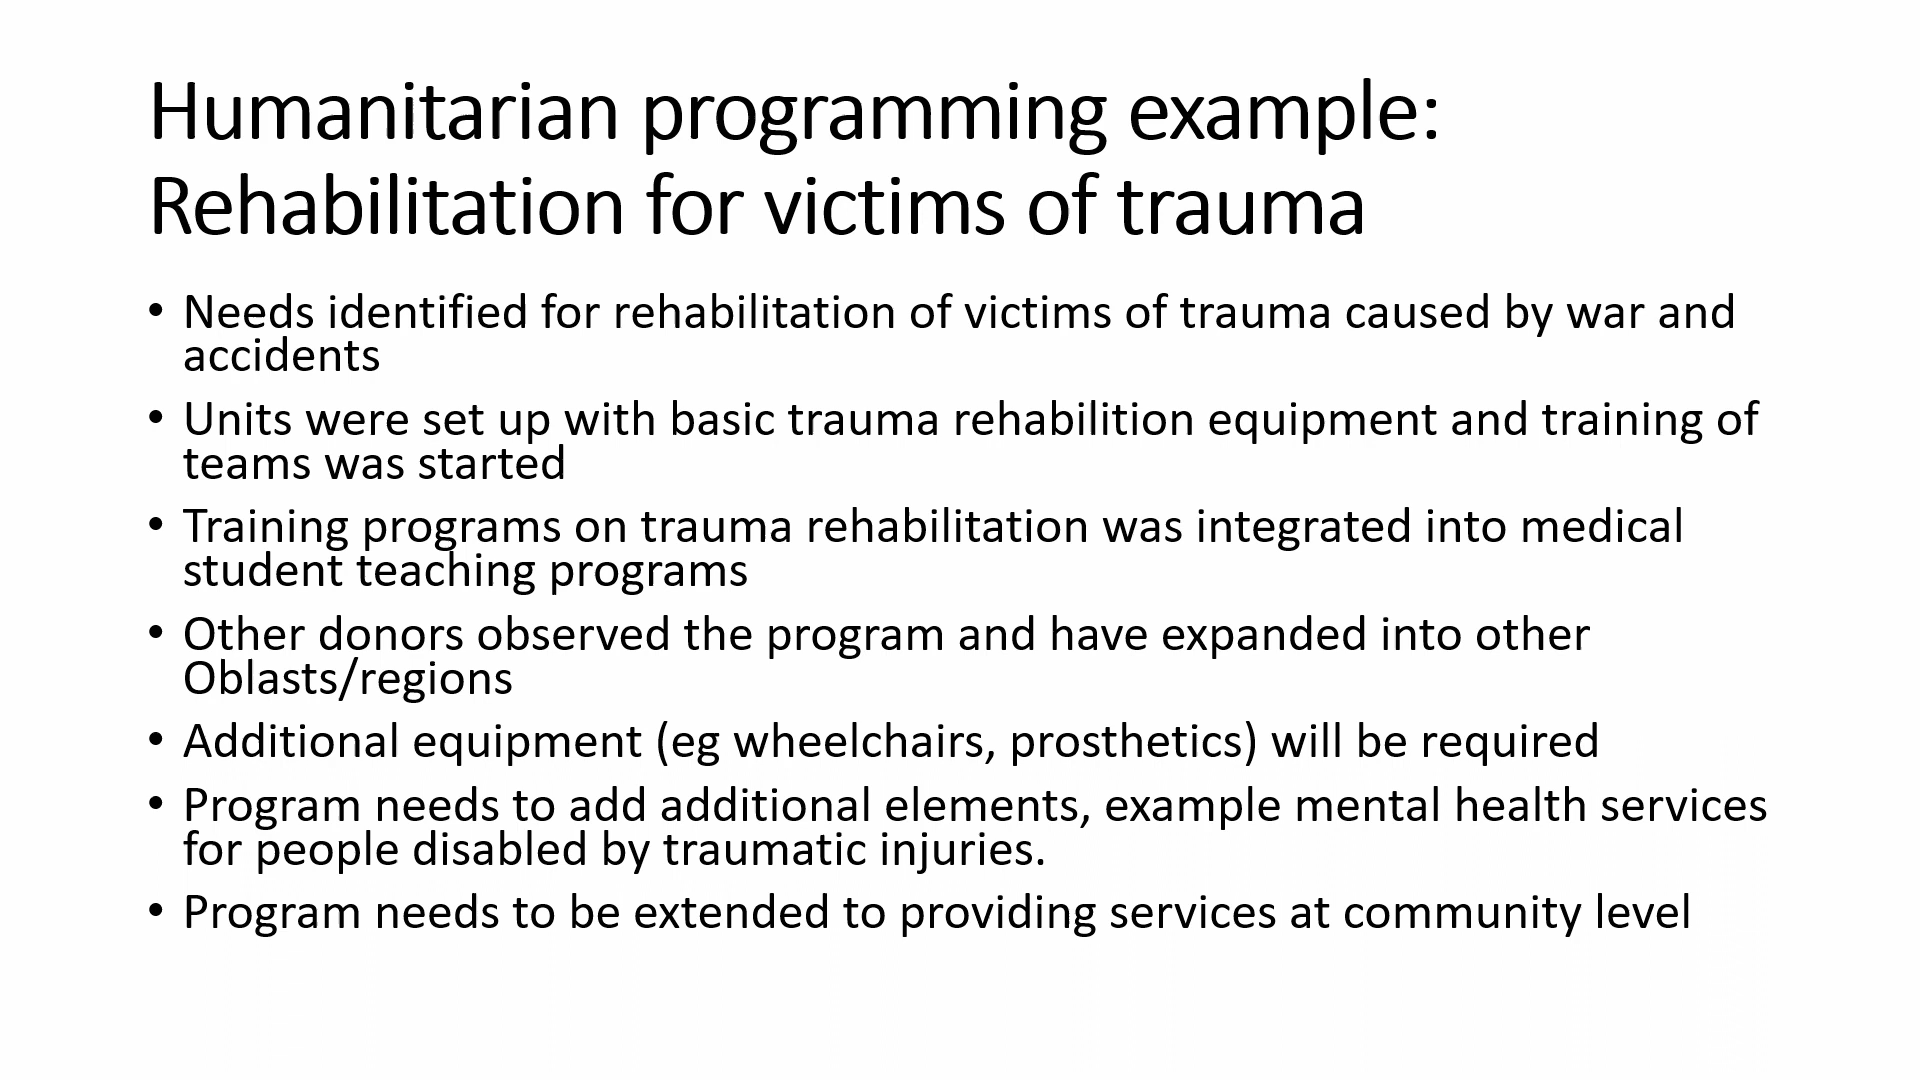 Humanitarian programming example:
Rehabilitation for victims of trauma
• Needs identified for rehabilitation of victims of trauma caused by war and
accidents
• Units were set up with basic trauma rehabilition equipment and training of
teams was started
• Training programs on trauma rehabilitation was integrated into medical
student teaching programs
• Other donors observed the program and have expanded into other
Oblasts/regions
• Additional equipment (eg wheelchairs, prosthetics) will be required
• Program needs to add additional elements, example mental health services
for people disabled by traumatic injuries.
• Program needs to be extended to providing services at community level